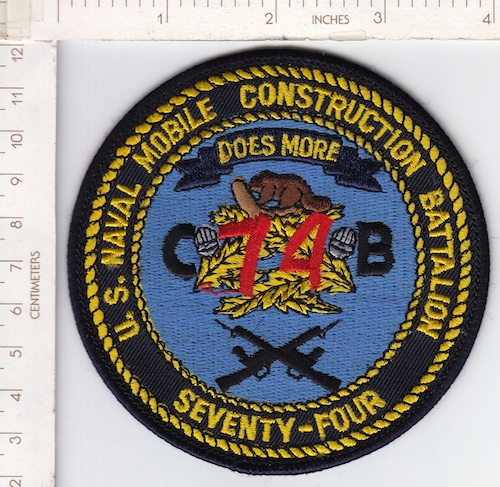 1 2 INCHES 3 4
12
11
10
9
8
7
6
5
4
3
2
CENTIMETERS
U.S. NAVAL MOBILE CONSTRUCTION BATTALION
DOES MORE
C 74 B
SEVENTY-FOUR